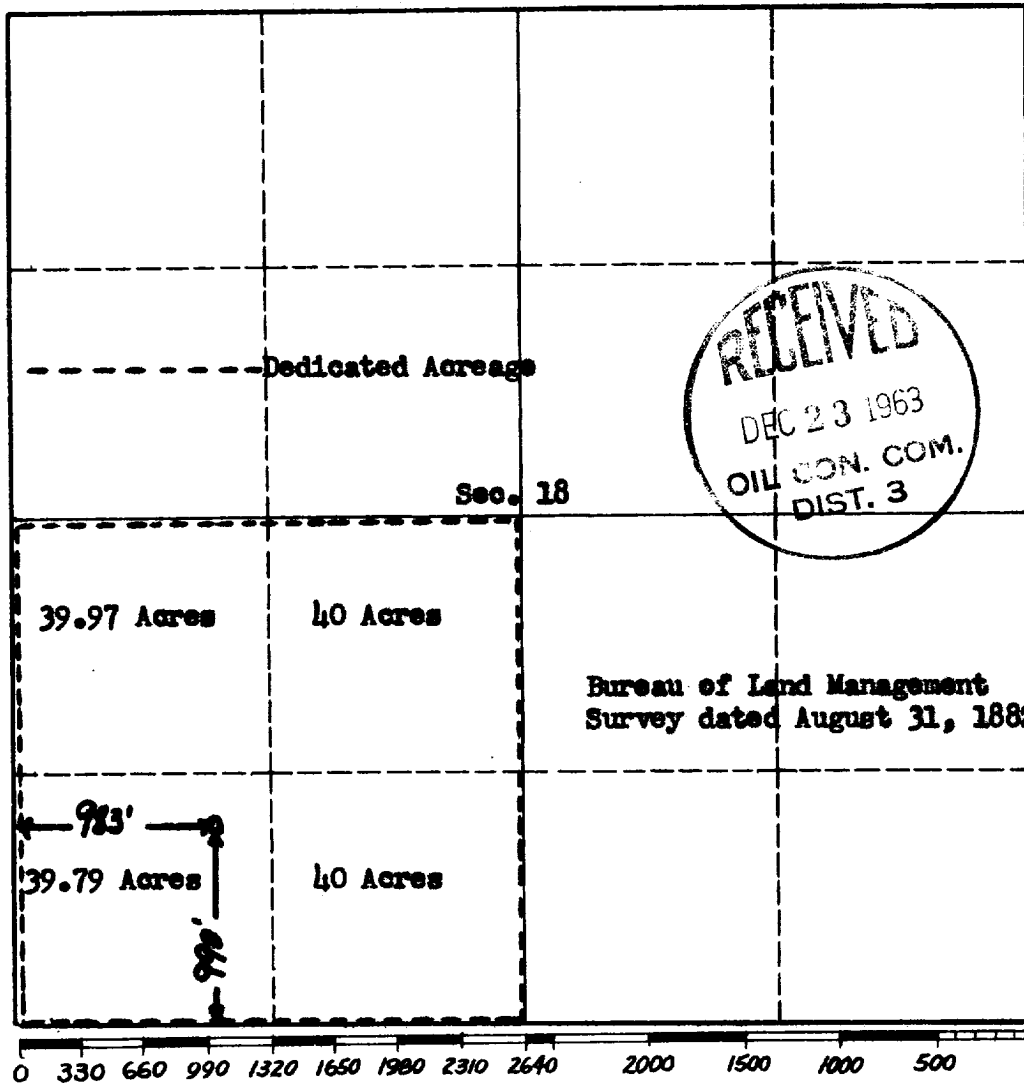 RECEIVED
DEC 23 1963
OIL CON. COM.
DIST. 3
Dedicated Acreage
Sec. 18
39.97 Acres 40 Acres
Bureau of Land Management
Survey dated August 31, 188
983'
39.79 Acres 40 Acres
990'
0 330 660 990 1320 1650 1980 2310 2640 2000 1500 1000 500